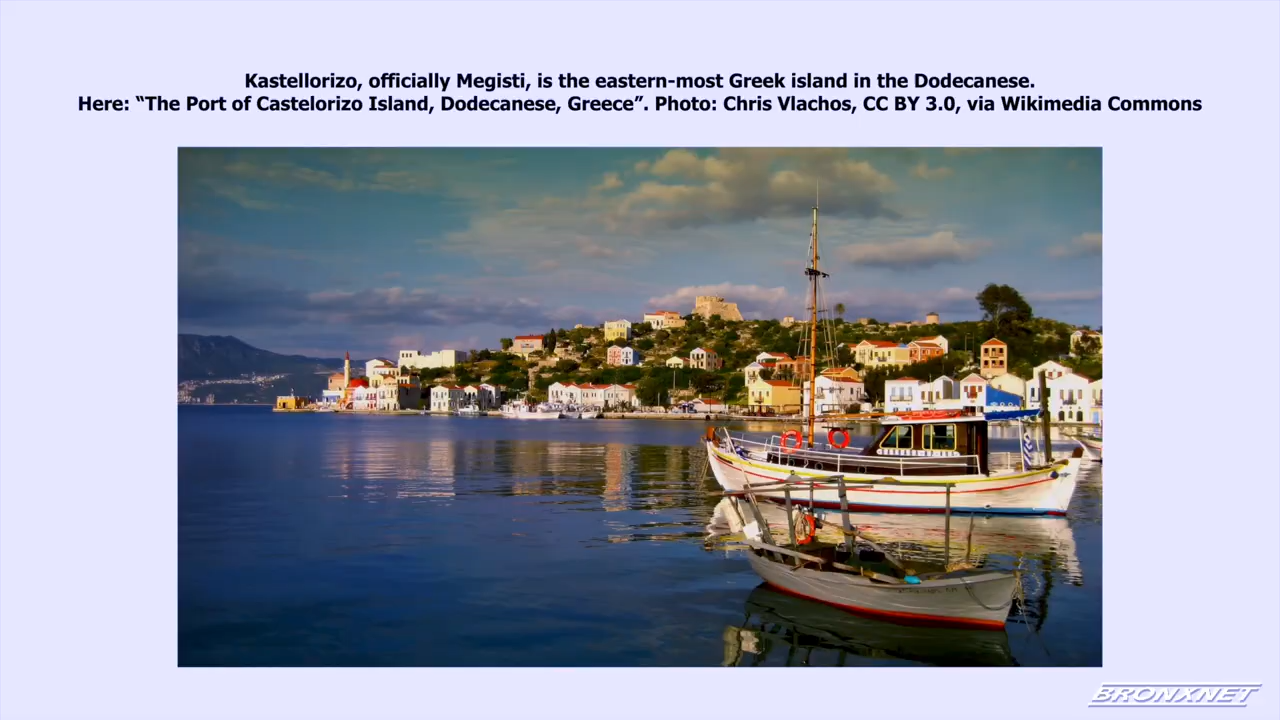 Kastellorizo, officially Megisti, is the eastern-most Greek island in the Dodecanese.
Here: “The Port of Castelorizo Island, Dodecanese, Greece”. Photo: Chris Vlachos, CC BY 3.0, via Wikimedia Commons
BRONXNET